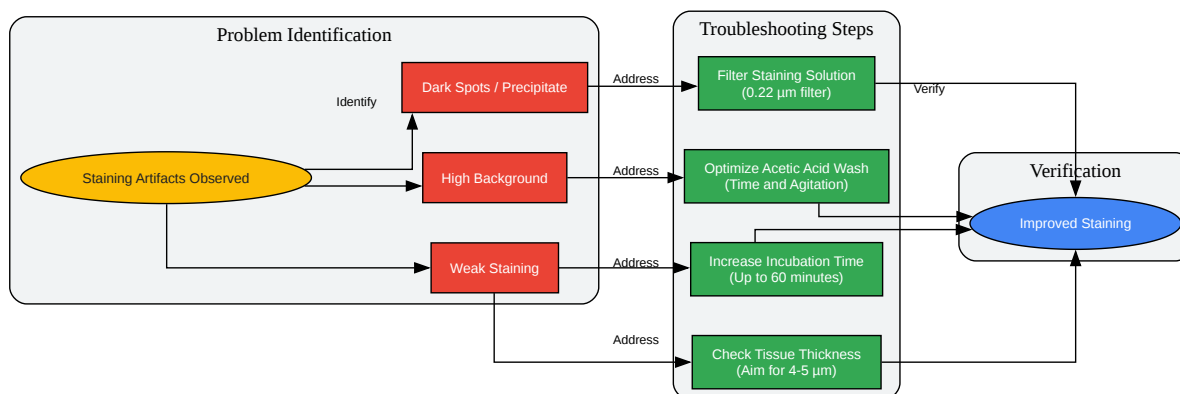 Problem Identification
Troubleshooting Steps
Dark Spots / Precipitate
Address
Filter Staining Solution
(0.22 µm filter)
Verify
Identify
Staining Artifacts Observed
High Background
Address
Optimize Acetic Acid Wash
(Time and Agitation)
Verification
Improved Staining
Weak Staining
Address
Increase Incubation Time
(Up to 60 minutes)
Address
Check Tissue Thickness
(Aim for 4-5 µm)